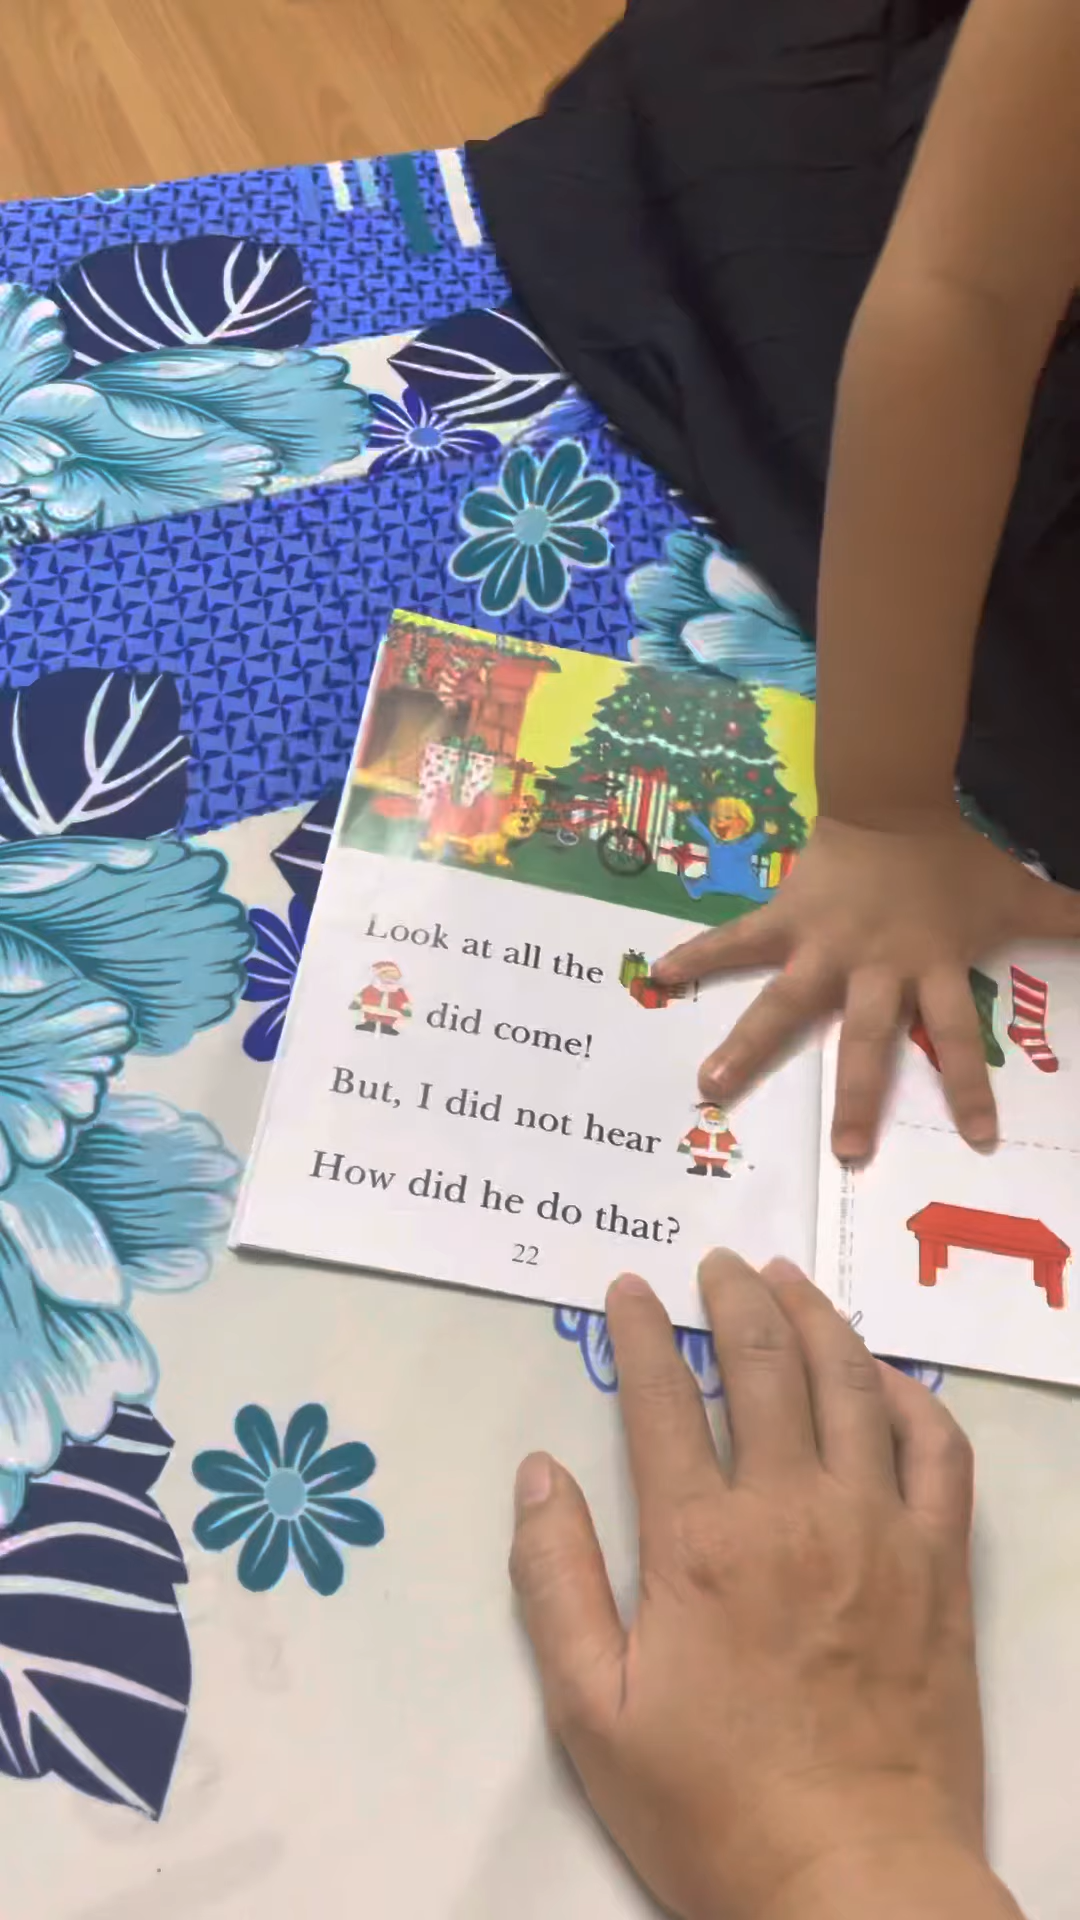 Look at all the !
did come!
But, I did not hear .
How did he do that?
22